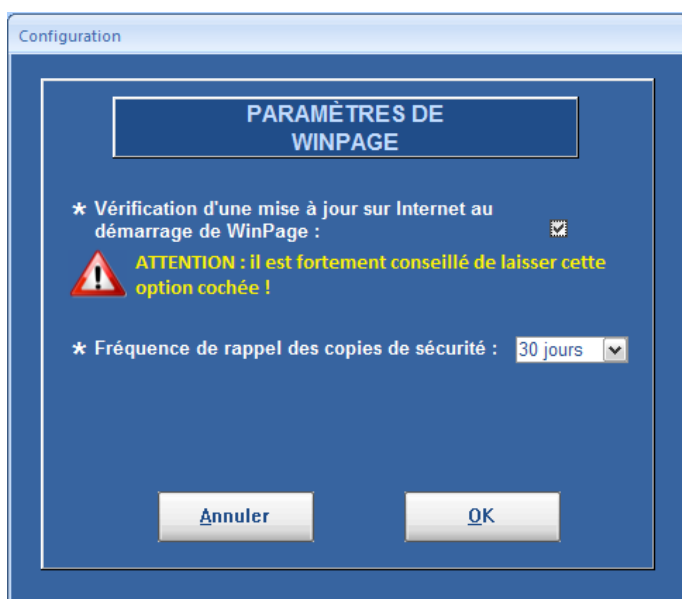 Configuration
PARAMÈTRES DE
WINPAGE
* Vérification d'une mise à jour sur Internet au
démarrage de WinPage :
ATTENTION : il est fortement conseillé de laisser cette
option cochée !
* Fréquence de rappel des copies de sécurité : 30 jours
Annuler OK